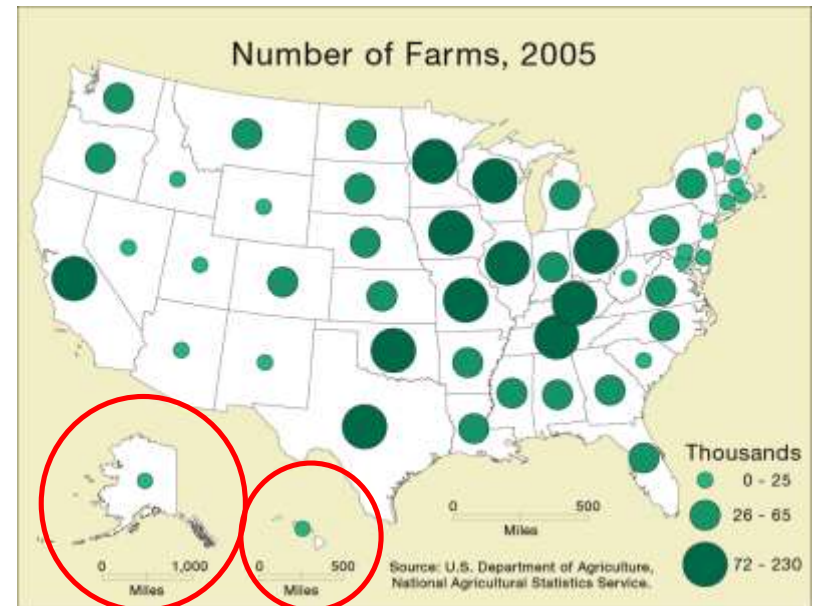 Number of Farms, 2005
Thousands
0 - 25
26 - 65
72 - 230
0 500
Miles
0 1,000
Miles
0 500
Miles
Source: U.S. Department of Agriculture,
National Agricultural Statistics Service.